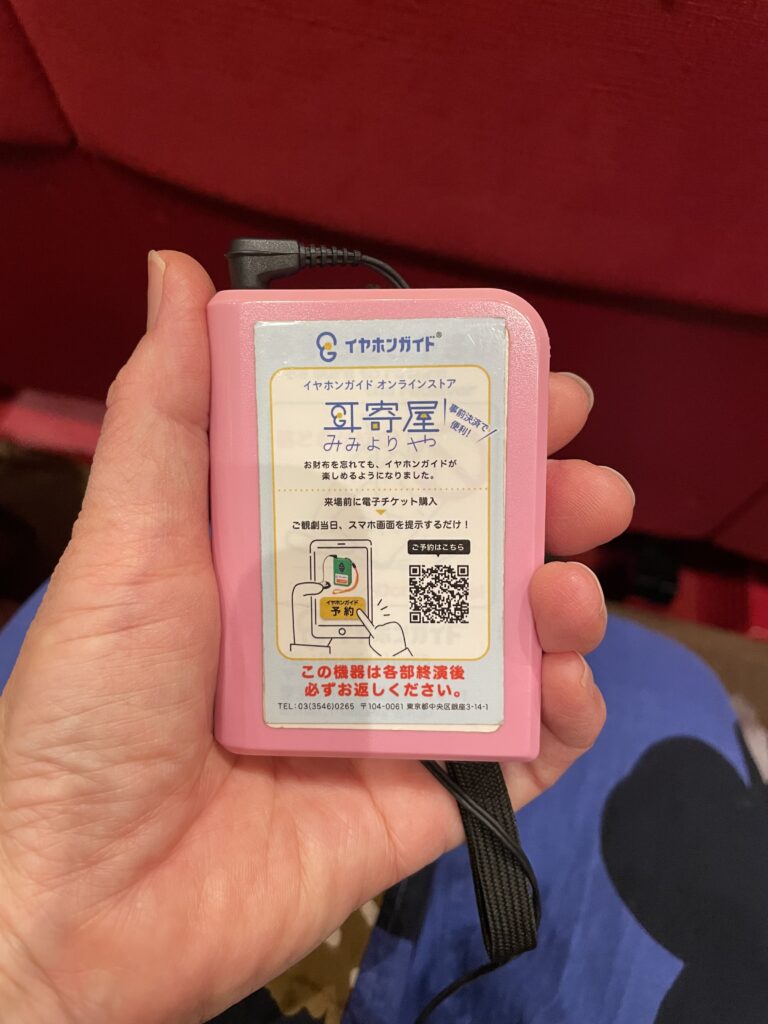 イヤホンガイド®
イヤホンガイド オンラインストア
耳寄屋
みみよりや
事前決済で
便利!
お財布を忘れても、イヤホンガイドが
楽しめるようになりました。
来場前に電子チケット購入
ご観劇当日、スマホ画面を提示するだけ!
ご予約はこちら
イヤホンガイド
予約
この機器は各部終演後
必ずお返しください。
TEL:03(3546)0265 〒104-0061 東京都中央区銀座3-14-1